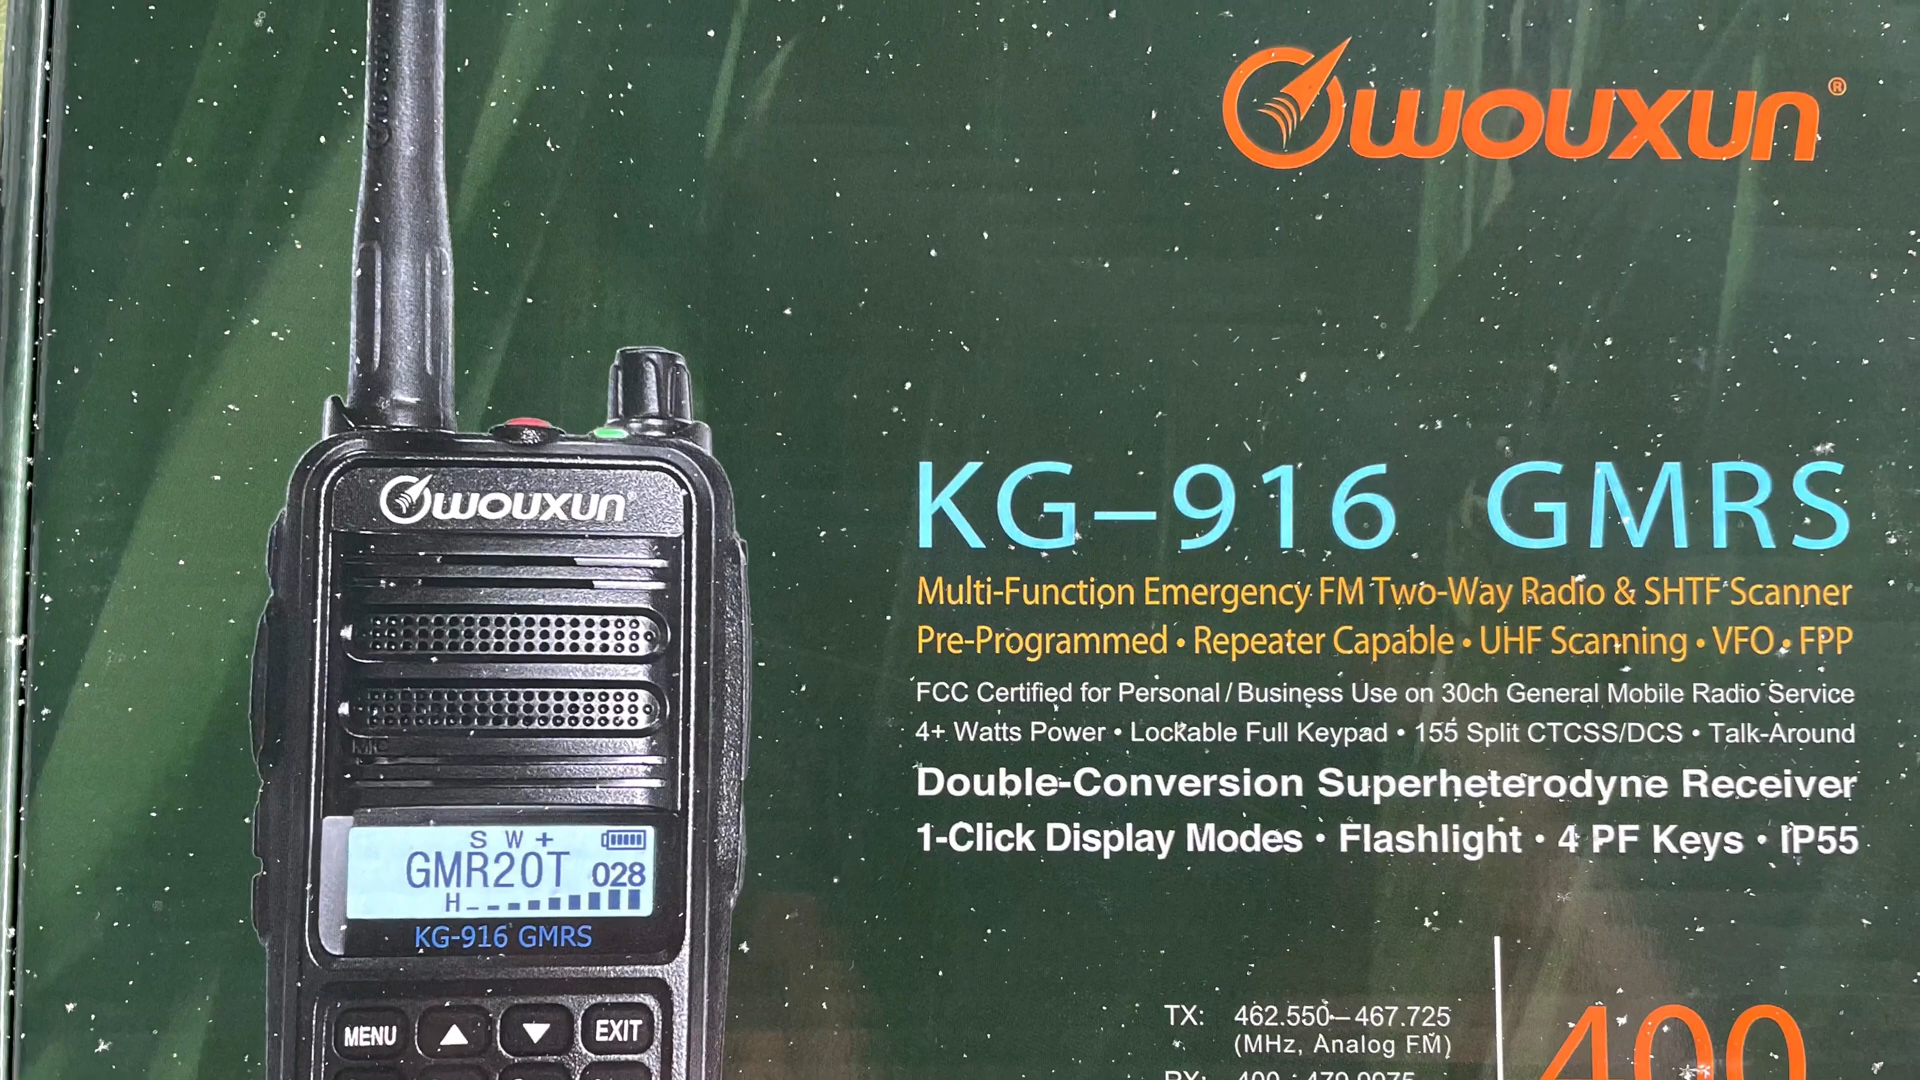 wouxun®
wouxun
MIC
S W +
GMR20T 028
H
KG-916 GMRS
MENU ▲ ▼ EXIT
KG-916 GMRS
Multi-Function Emergency FM Two-Way Radio & SHTF Scanner
Pre-Programmed • Repeater Capable • UHF Scanning • VFO • FPP
FCC Certified for Personal / Business Use on 30ch General Mobile Radio Service
4+ Watts Power • Lockable Full Keypad • 155 Split CTCSS/DCS • Talk-Around
Double-Conversion Superheterodyne Receiver
1-Click Display Modes • Flashlight • 4 PF Keys • IP55
TX: 462.550–467.725
(MHz, Analog FM)
400